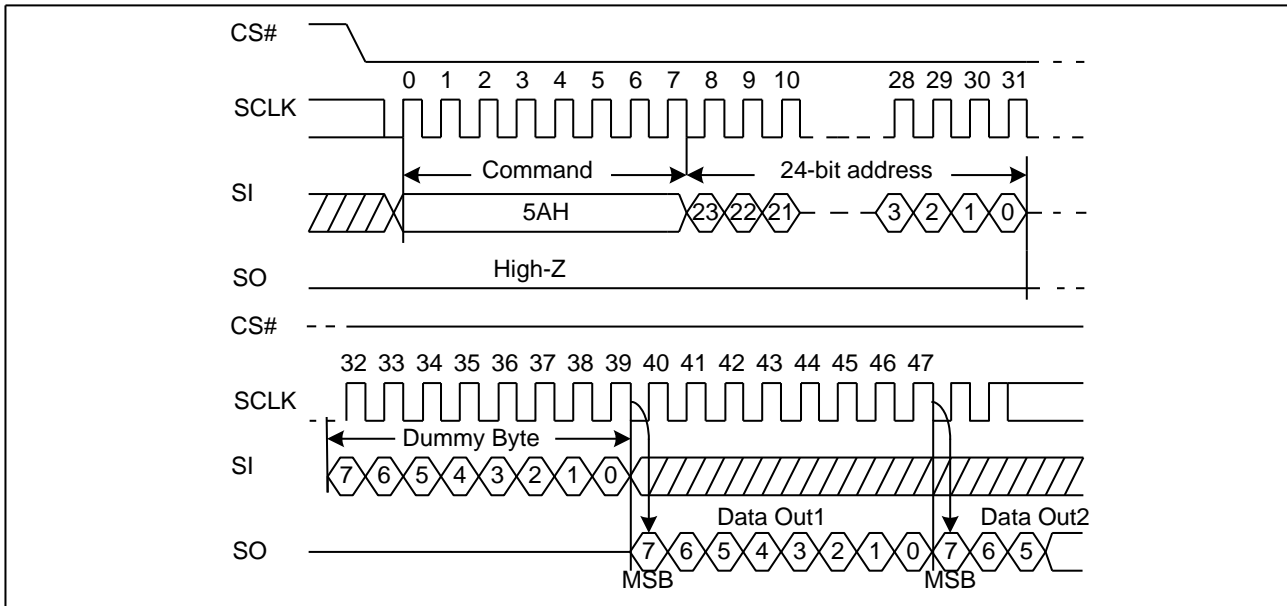 CS#
0 1 2 3 4 5 6 7 8 9 10 28 29 30 31
SCLK
Command 24-bit address
SI
5AH 23 22 21 3 2 1 0
High-Z
SO
CS#
32 33 34 35 36 37 38 39 40 41 42 43 44 45 46 47
SCLK
Dummy Byte
SI
7 6 5 4 3 2 1 0
Data Out1 Data Out2
SO
7 6 5 4 3 2 1 0 7 6 5
MSB MSB